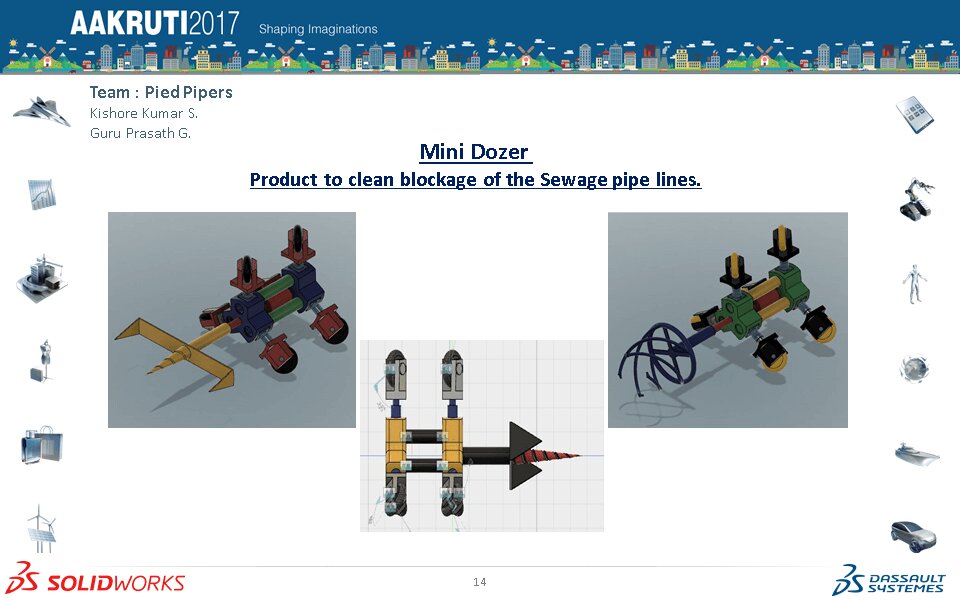 AAKRUTI2017 Shaping Imaginations
Team : Pied Pipers
Kishore Kumar S.
Guru Prasath G.
Mini Dozer
Product to clean blockage of the Sewage pipe lines.
SOLIDWORKS
14
DASSAULT
SYSTEMES